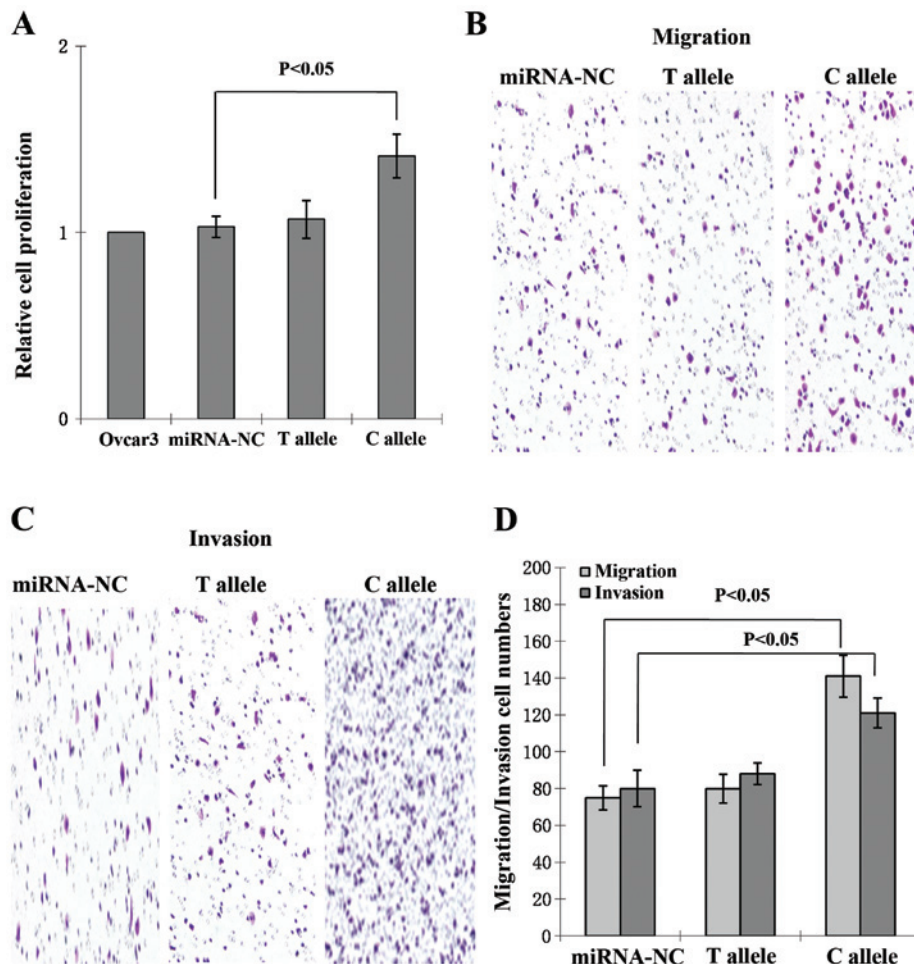 A
Relative cell proliferation
2
1
0
P<0.05
Ovcar3 miRNA-NC T allele C allele
B
Migration
miRNA-NC T allele C allele
C
Invasion
miRNA-NC T allele C allele
D
Migration/Invasion cell numbers
200
180
160
140
120
100
80
60
40
20
0
Migration
Invasion
P<0.05
P<0.05
miRNA-NC T allele C allele